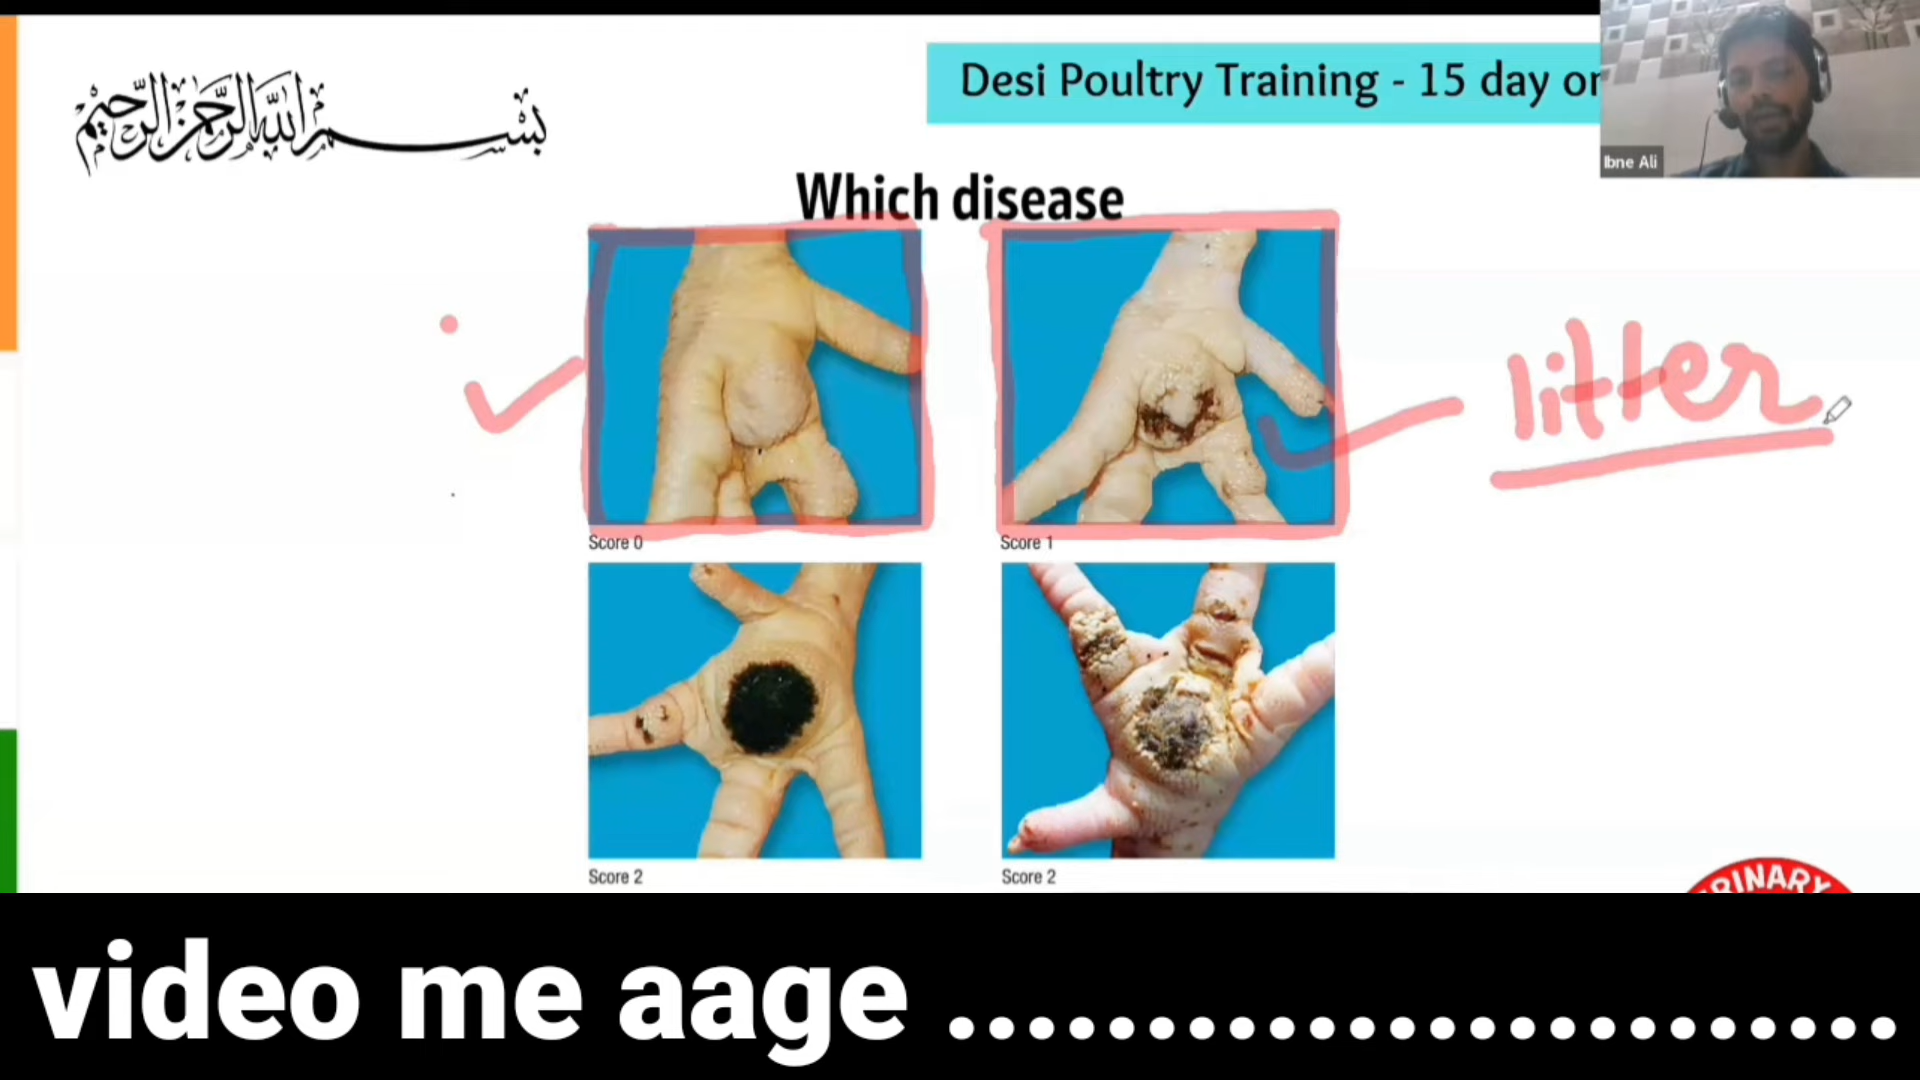 بسم الله الرحمن الرحيم
Desi Poultry Training - 15 day or
Ibne Ali
Which disease
litter
Score 0
Score 1
Score 2
Score 2
RINARY
video me aage ........................